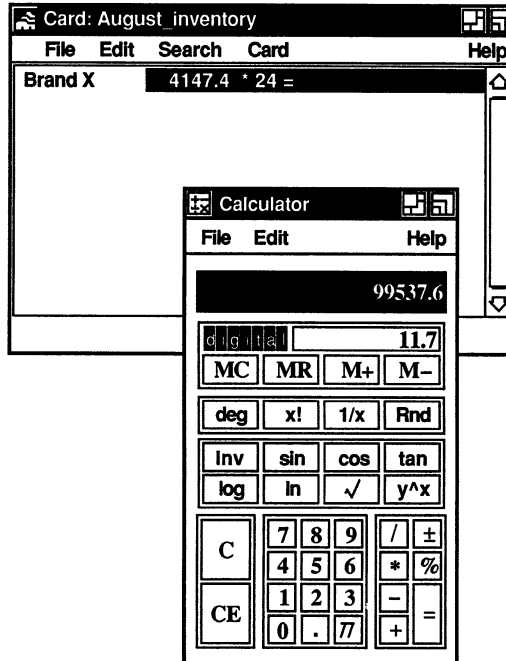 Card: August_inventory
File Edit Search Card Help
Brand X 4147.4 * 24 =
Calculator
File Edit Help
99537.6
digital 11.7
MC MR M+ M−
deg x! 1/x Rnd
Inv sin cos tan
log ln √ y^x
C 7 8 9 / ±
4 5 6 * %
CE 1 2 3 − =
0 . π +